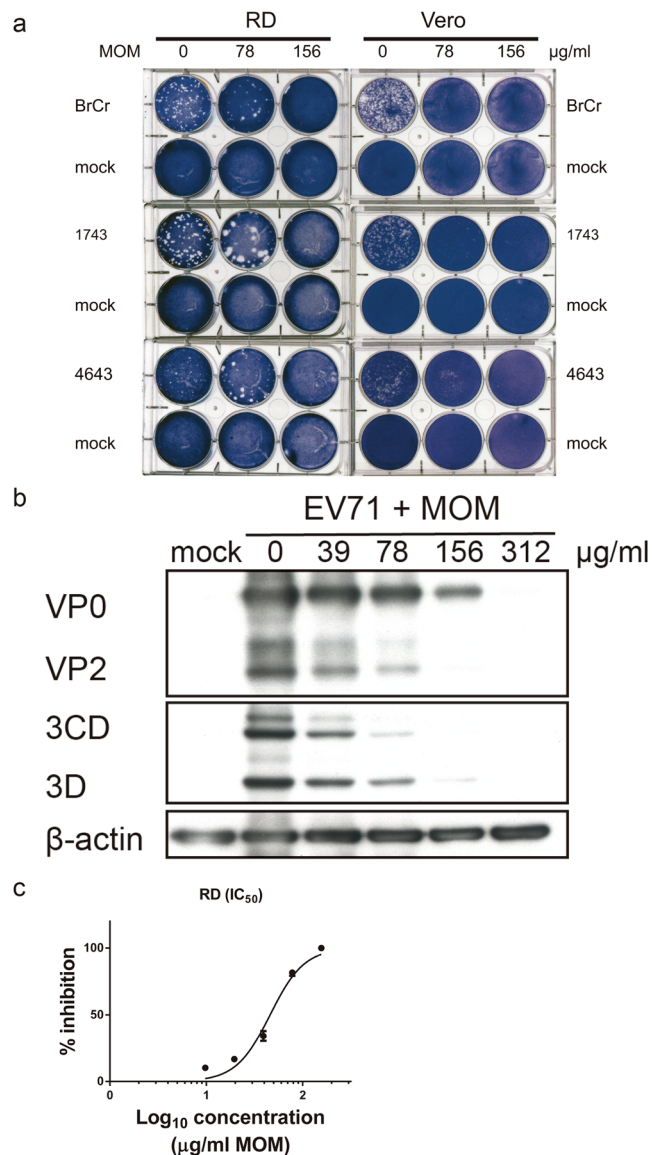 a
RD Vero
MOM 0 78 156 0 78 156 µg/ml
BrCr BrCr
mock mock
1743 1743
mock mock
4643 4643
mock mock
b
EV71 + MOM
mock 0 39 78 156 312 µg/ml
VP0
VP2
3CD
3D
β-actin
c
RD (IC50)
100
50
0
0 1 2
% inhibition
Log10 concentration
(µg/ml MOM)